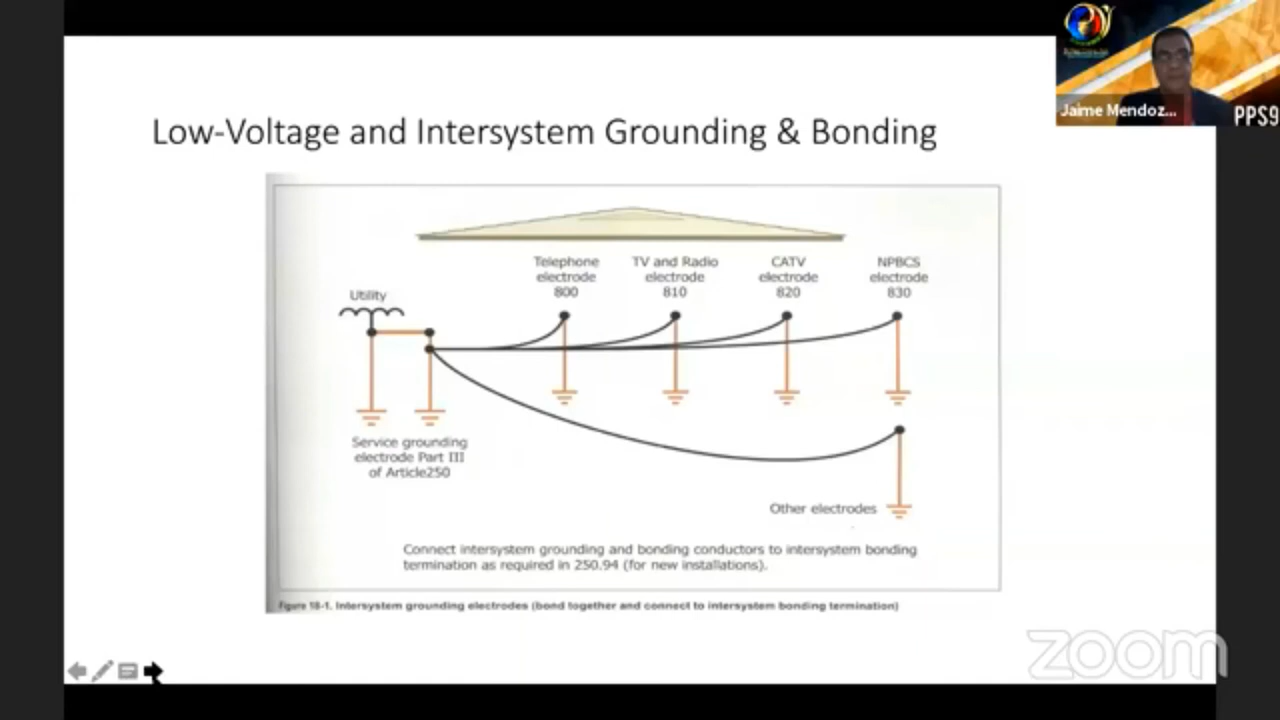 Jaime Mendoz...
PPS9
Low-Voltage and Intersystem Grounding & Bonding
Telephone
electrode
800
TV and Radio
electrode
810
CATV
electrode
820
NPBCS
electrode
830
Utility
Service grounding
electrode Part III
of Article250
Other electrodes
Connect intersystem grounding and bonding conductors to intersystem bonding
termination as required in 250.94 (for new installations).
Figure 18-1. Intersystem grounding electrodes (bond together and connect to intersystem bonding termination)
zoom